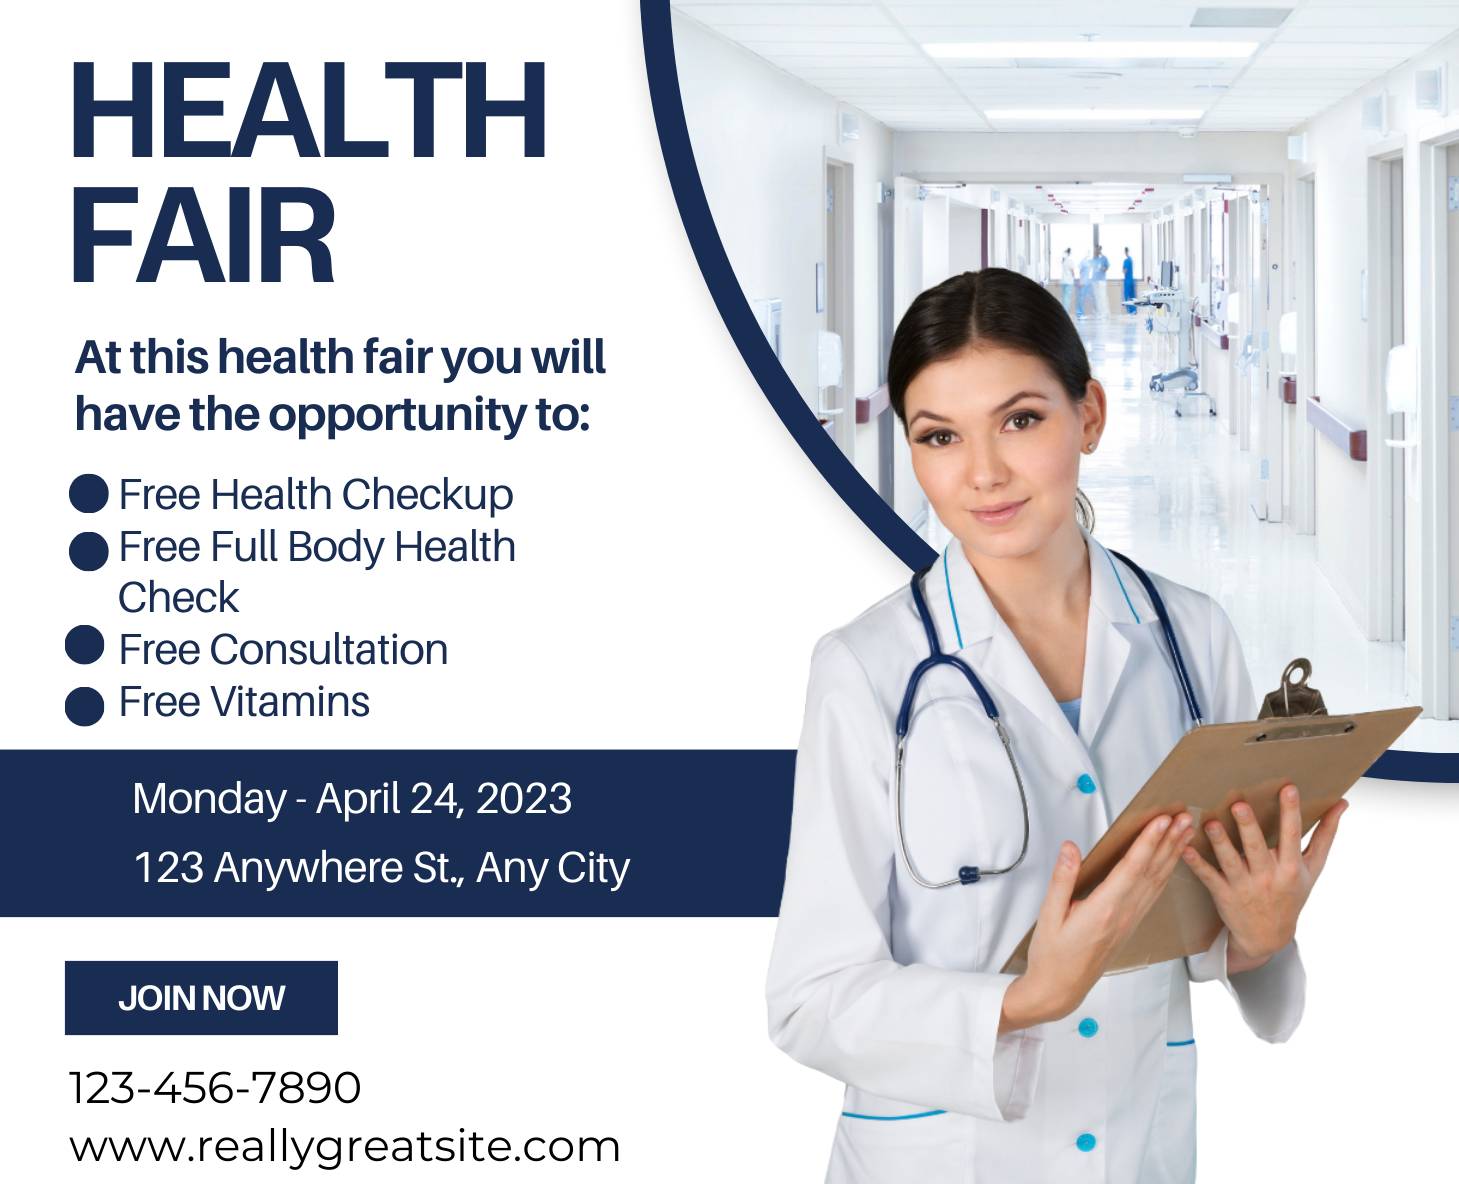 HEALTH
FAIR
At this health fair you will
have the opportunity to:
Free Health Checkup
Free Full Body Health
Check
Free Consultation
Free Vitamins
Monday - April 24, 2023
123 Anywhere St., Any City
JOIN NOW
123-456-7890
www.reallygreatsite.com